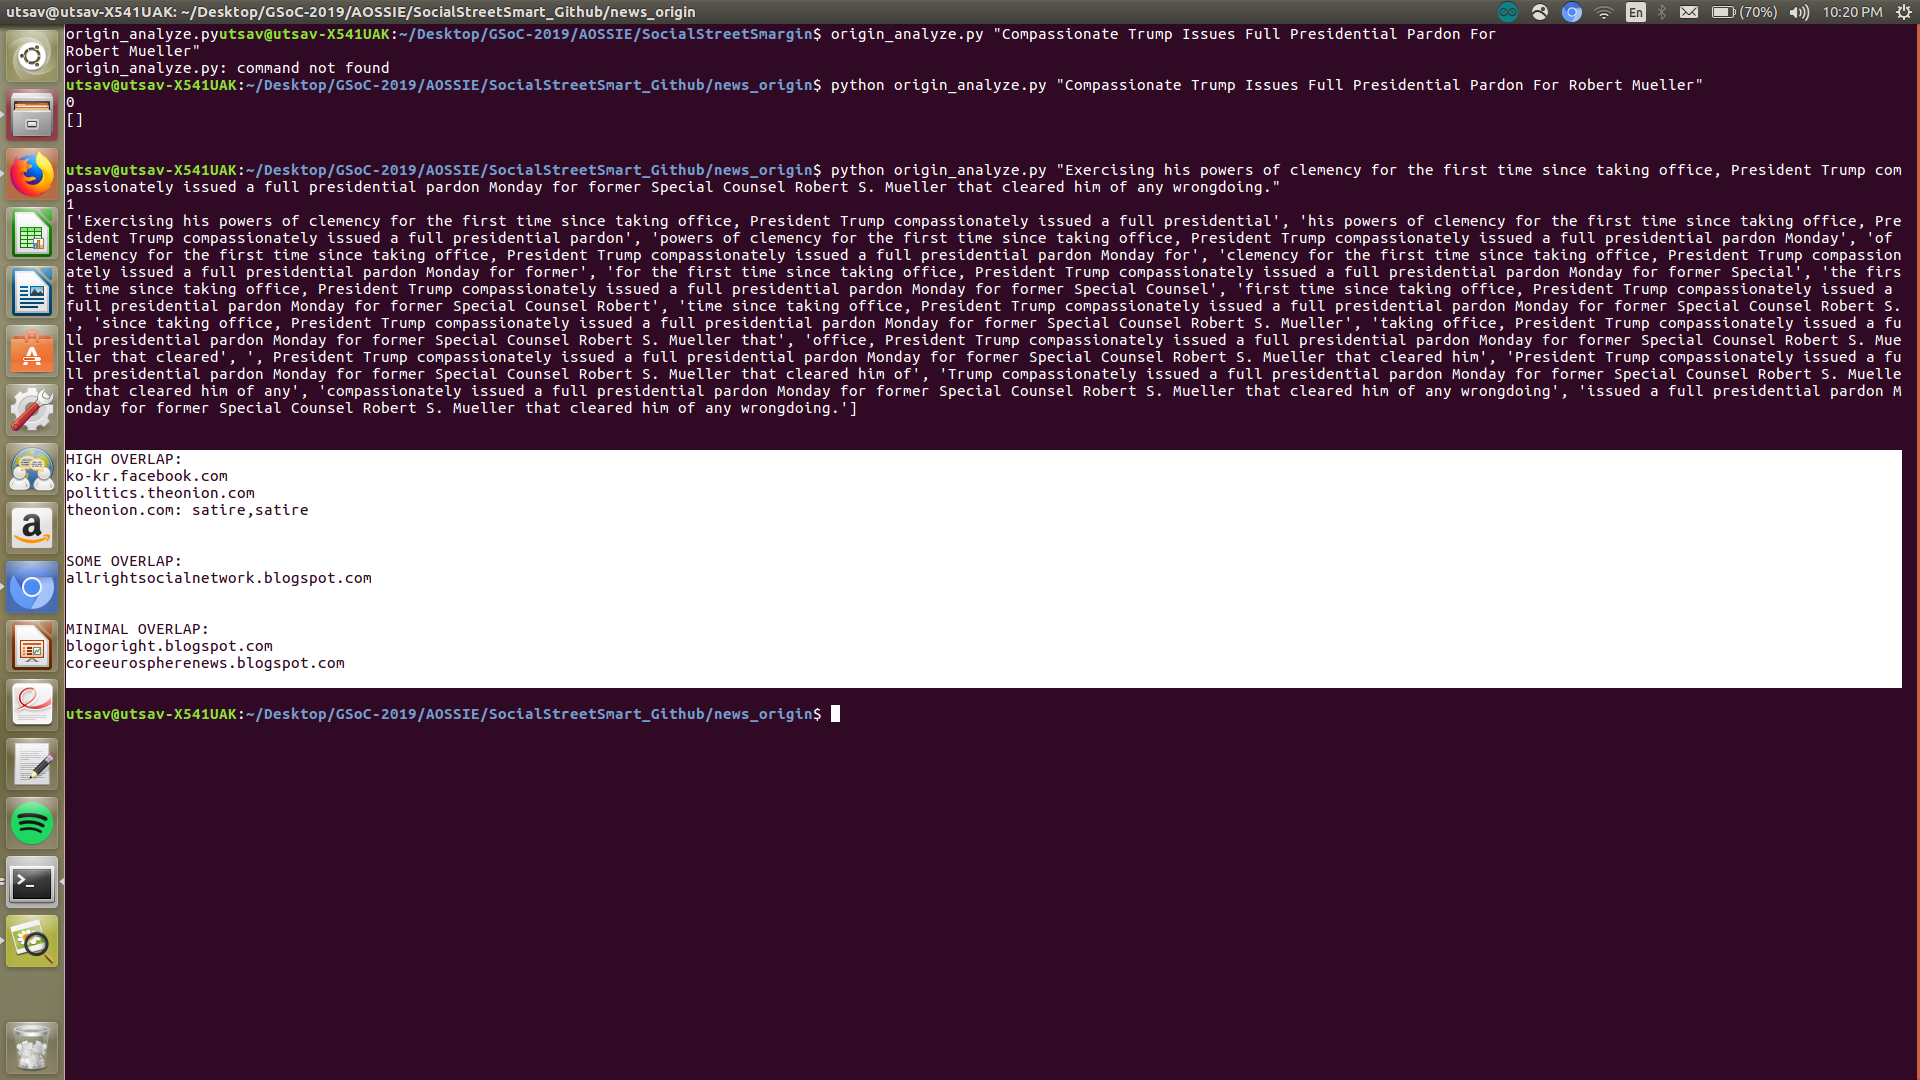 utsav@utsav-X541UAK: ~/Desktop/GSoC-2019/AOSSIE/SocialStreetSmart_Github/news_origin
En (70%) 10:20 PM
origin_analyze.pyutsav@utsav-X541UAK:~/Desktop/GSoC-2019/AOSSIE/SocialStreetSmargin$ origin_analyze.py "Compassionate Trump Issues Full Presidential Pardon For
Robert Mueller"
origin_analyze.py: command not found
utsav@utsav-X541UAK:~/Desktop/GSoC-2019/AOSSIE/SocialStreetSmart_Github/news_origin$ python origin_analyze.py "Compassionate Trump Issues Full Presidential Pardon For Robert Mueller"
0
[]
utsav@utsav-X541UAK:~/Desktop/GSoC-2019/AOSSIE/SocialStreetSmart_Github/news_origin$ python origin_analyze.py "Exercising his powers of clemency for the first time since taking office, President Trump com
passionately issued a full presidential pardon Monday for former Special Counsel Robert S. Mueller that cleared him of any wrongdoing."
1
['Exercising his powers of clemency for the first time since taking office, President Trump compassionately issued a full presidential', 'his powers of clemency for the first time since taking office, Pre
sident Trump compassionately issued a full presidential pardon', 'powers of clemency for the first time since taking office, President Trump compassionately issued a full presidential pardon Monday', 'of
clemency for the first time since taking office, President Trump compassionately issued a full presidential pardon Monday for', 'clemency for the first time since taking office, President Trump compassion
ately issued a full presidential pardon Monday for former', 'for the first time since taking office, President Trump compassionately issued a full presidential pardon Monday for former Special', 'the firs
t time since taking office, President Trump compassionately issued a full presidential pardon Monday for former Special Counsel', 'first time since taking office, President Trump compassionately issued a
full presidential pardon Monday for former Special Counsel Robert', 'time since taking office, President Trump compassionately issued a full presidential pardon Monday for former Special Counsel Robert S.
', 'since taking office, President Trump compassionately issued a full presidential pardon Monday for former Special Counsel Robert S. Mueller', 'taking office, President Trump compassionately issued a fu
ll presidential pardon Monday for former Special Counsel Robert S. Mueller that', 'office, President Trump compassionately issued a full presidential pardon Monday for former Special Counsel Robert S. Mue
ller that cleared', ', President Trump compassionately issued a full presidential pardon Monday for former Special Counsel Robert S. Mueller that cleared him', 'President Trump compassionately issued a fu
ll presidential pardon Monday for former Special Counsel Robert S. Mueller that cleared him of', 'Trump compassionately issued a full presidential pardon Monday for former Special Counsel Robert S. Muelle
r that cleared him of any', 'compassionately issued a full presidential pardon Monday for former Special Counsel Robert S. Mueller that cleared him of any wrongdoing', 'issued a full presidential pardon M
onday for former Special Counsel Robert S. Mueller that cleared him of any wrongdoing.']
HIGH OVERLAP:
ko-kr.facebook.com
politics.theonion.com
theonion.com: satire,satire
SOME OVERLAP:
allrightsocialnetwork.blogspot.com
MINIMAL OVERLAP:
blogoright.blogspot.com
coreeurospherenews.blogspot.com
utsav@utsav-X541UAK:~/Desktop/GSoC-2019/AOSSIE/SocialStreetSmart_Github/news_origin$